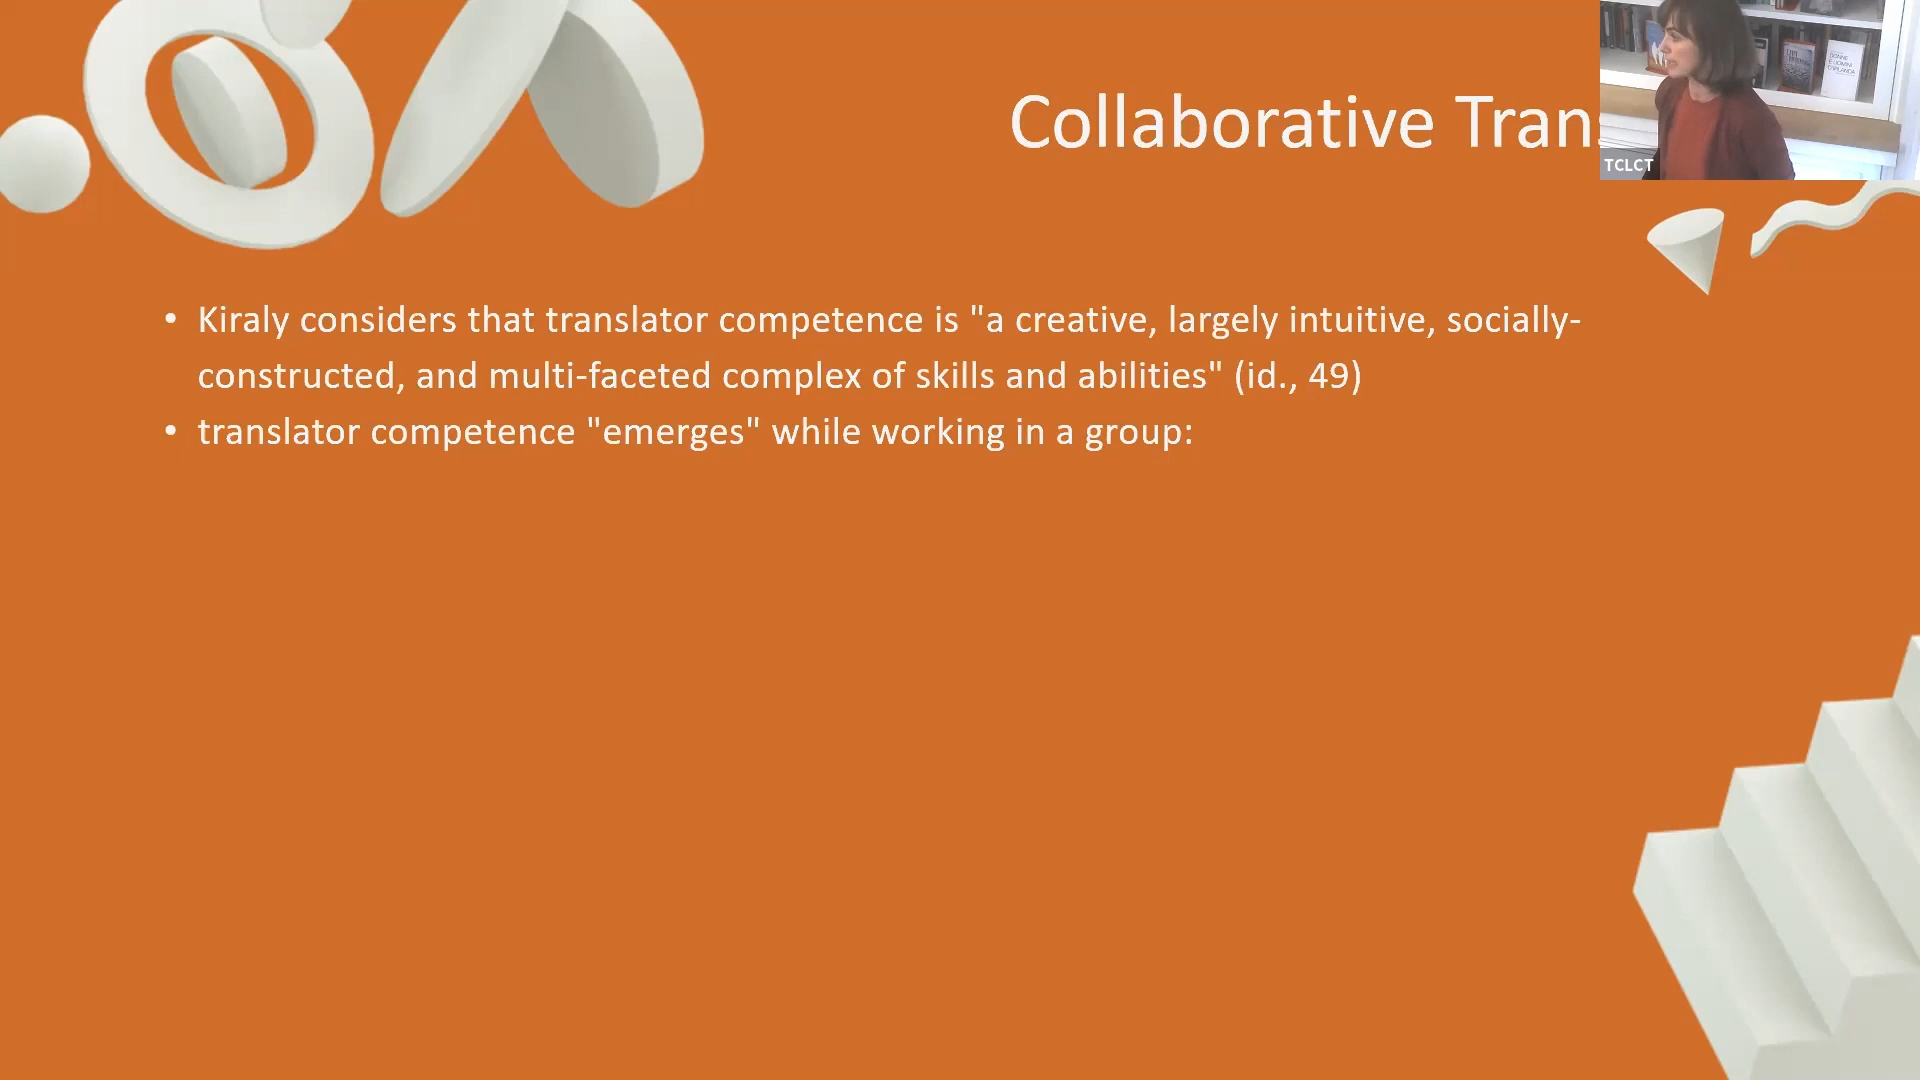 Collaborative Tran
TCLCT
• Kiraly considers that translator competence is "a creative, largely intuitive, socially-
constructed, and multi-faceted complex of skills and abilities" (id., 49)
• translator competence "emerges" while working in a group: